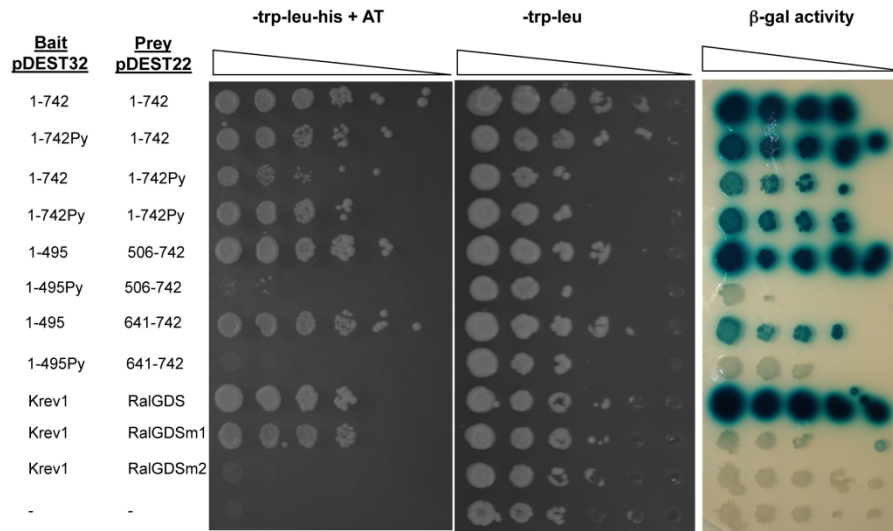 -trp-leu-his + AT -trp-leu β-gal activity
Bait Prey
pDEST32 pDEST22
1-742 1-742
1-742Py 1-742
1-742 1-742Py
1-742Py 1-742Py
1-495 506-742
1-495Py 506-742
1-495 641-742
1-495Py 641-742
Krev1 RalGDS
Krev1 RalGDSm1
Krev1 RalGDSm2
- -